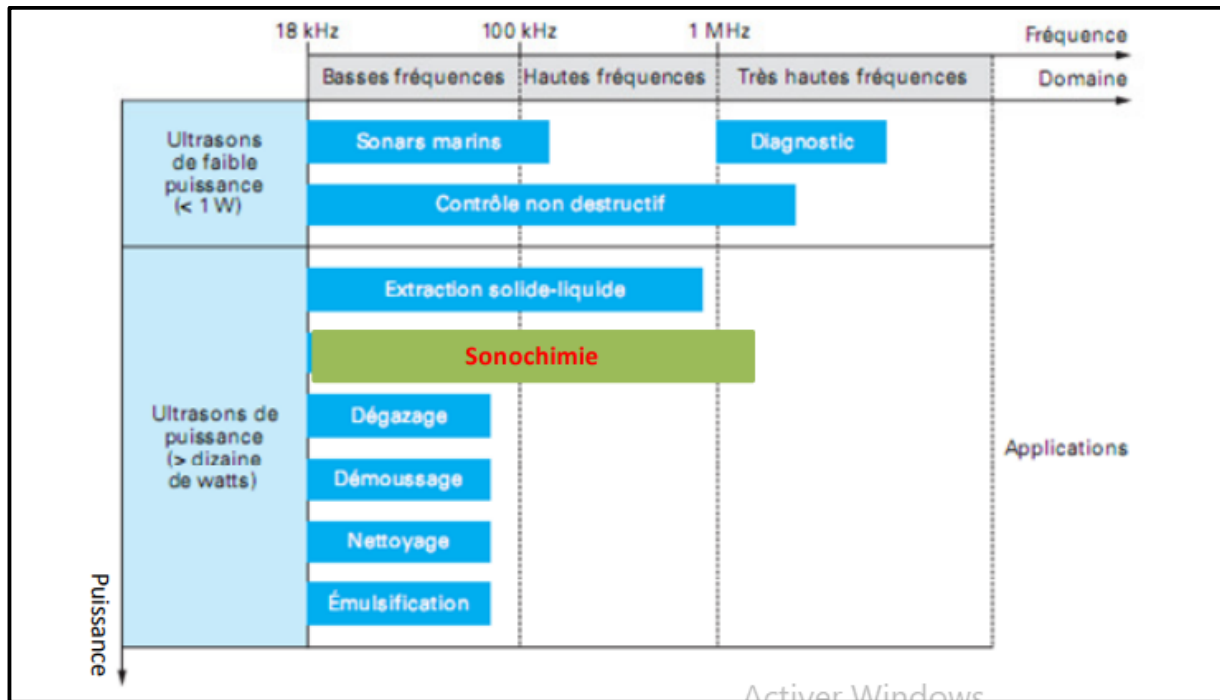 18 kHz 100 kHz 1 MHz
Fréquence
Basses fréquences Hautes fréquences Très hautes fréquences
Domaine
Ultrasons
de faible
puissance
(< 1 W)
Sonars marins
Diagnostic
Contrôle non destructif
Extraction solide-liquide
Sonochimie
Ultrasons de
puissance
(> dizaine
de watts)
Dégazage
Démoussage
Nettoyage
Émulsification
Applications
Puissance
Activer Windows